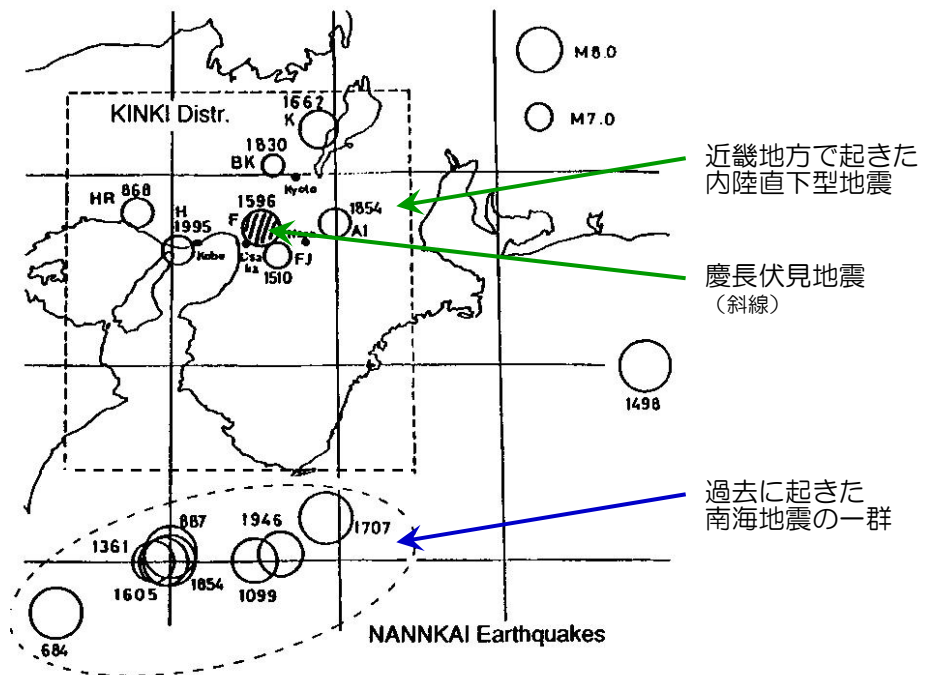 M8.0
M7.0
KINKI Distr.
1662
K
1830
BK
Kyoto
HR 868
H
1995
Kobe
1596
F
Osa
ka
FJ
1510
1854
A1
近畿地方で起きた
内陸直下型地震
慶長伏見地震
（斜線）
1498
過去に起きた
南海地震の一群
887
1946
1707
1361
1854
1605
1099
684
NANNKAI Earthquakes